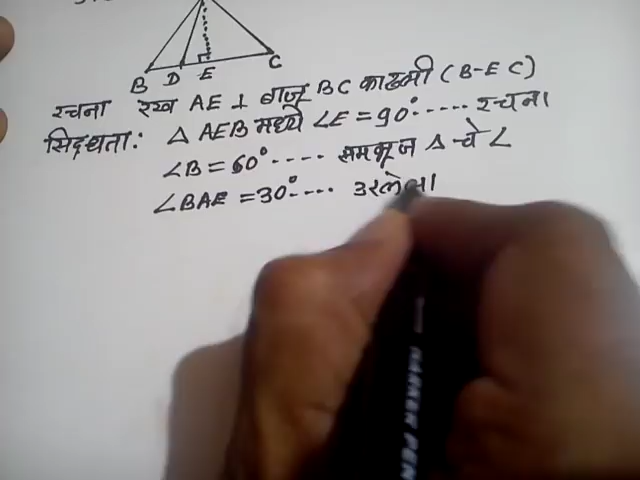 B D E C
रचना रेख AE ⊥ बाजू BC काढली (B-E C)
सिद्धता: △ AEB मध्ये ∠E = 90°..... रचना
∠B = 60°.... समभूज △ चे ∠
∠BAE = 30°.... उरलेला